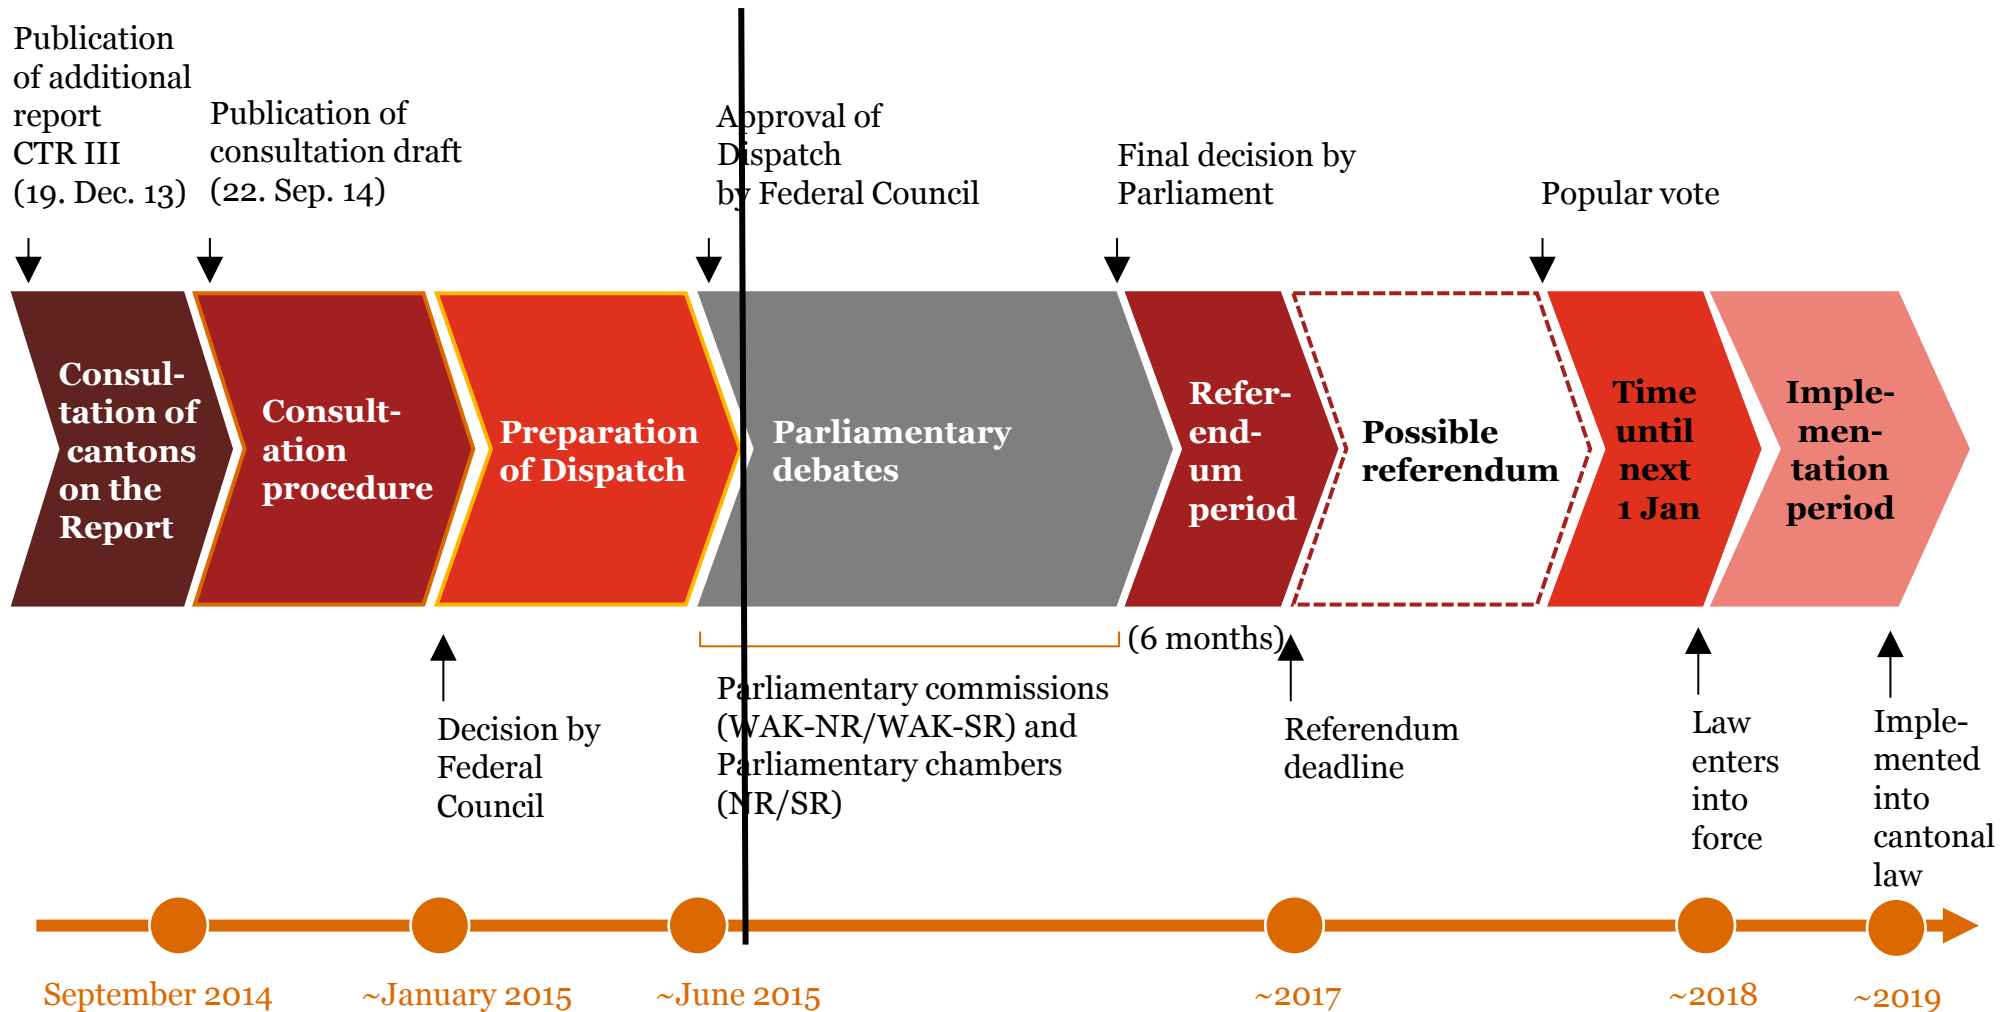 Publication
of additional
report
CTR III
(19. Dec. 13)
Publication of
consultation draft
(22. Sep. 14)
Approval of
Dispatch
by Federal Council
Final decision by
Parliament
Popular vote
Consul-
tation of
cantons
on the
Report
Consult-
ation
procedure
Preparation
of Dispatch
Parliamentary
debates
Refer-
end-
um
period
Possible
referendum
Time
until
next
1 Jan
Imple-
men-
tation
period
(6 months)
Decision by
Federal
Council
Parliamentary commissions
(WAK-NR/WAK-SR) and
Parliamentary chambers
(NR/SR)
Referendum
deadline
Law
enters
into
force
Imple-
mented
into
cantonal
law
September 2014
~January 2015
~June 2015
~2017
~2018
~2019